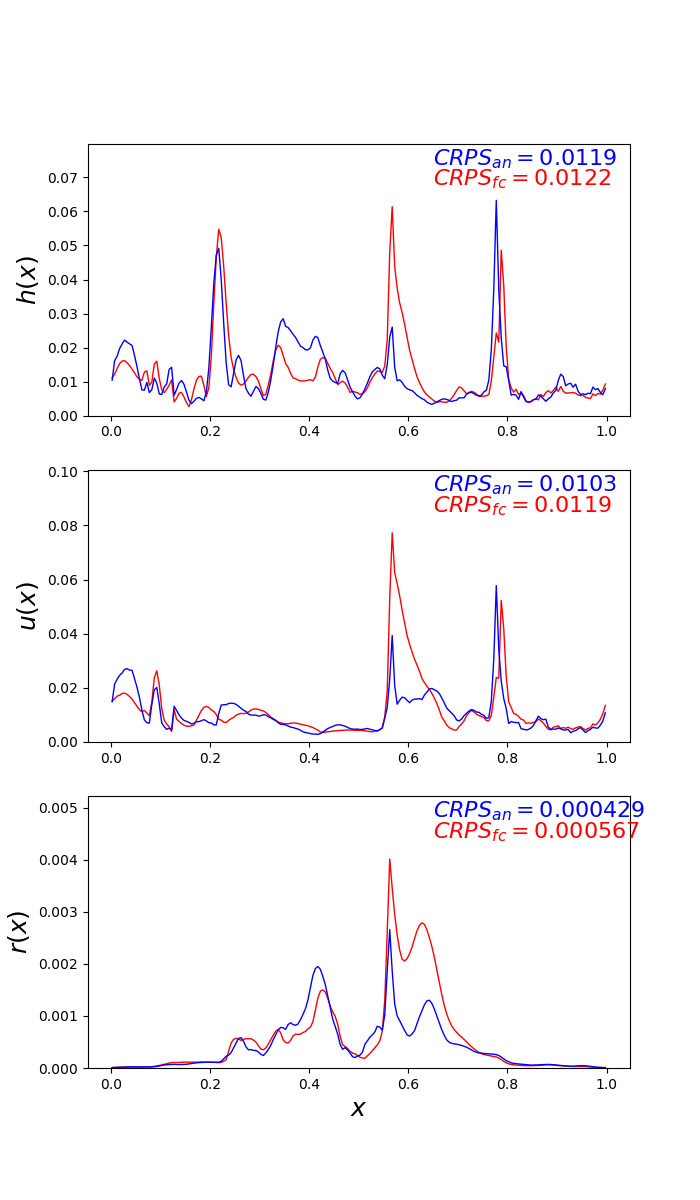 CRPS_an = 0.0119
CRPS_fc = 0.0122
h(x)
0.07
0.06
0.05
0.04
0.03
0.02
0.01
0.00
0.0 0.2 0.4 0.6 0.8 1.0
CRPS_an = 0.0103
CRPS_fc = 0.0119
u(x)
0.10
0.08
0.06
0.04
0.02
0.00
0.0 0.2 0.4 0.6 0.8 1.0
CRPS_an = 0.000429
CRPS_fc = 0.000567
r(x)
0.005
0.004
0.003
0.002
0.001
0.000
0.0 0.2 0.4 0.6 0.8 1.0
x